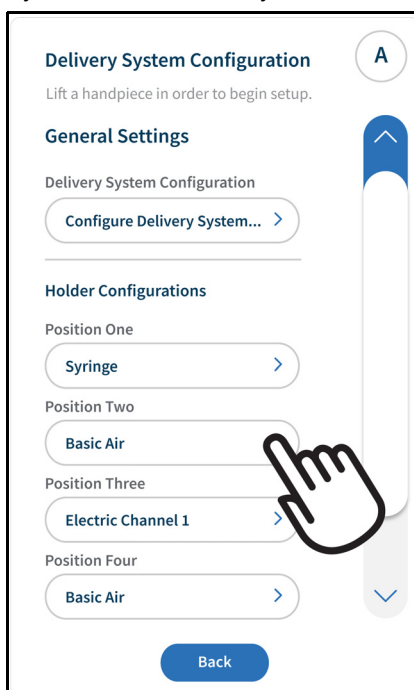 Delivery System Configuration
A
Lift a handpiece in order to begin setup.
General Settings
Delivery System Configuration
Configure Delivery System...
Holder Configurations
Position One
Syringe
Position Two
Basic Air
Position Three
Electric Channel 1
Position Four
Basic Air
Back